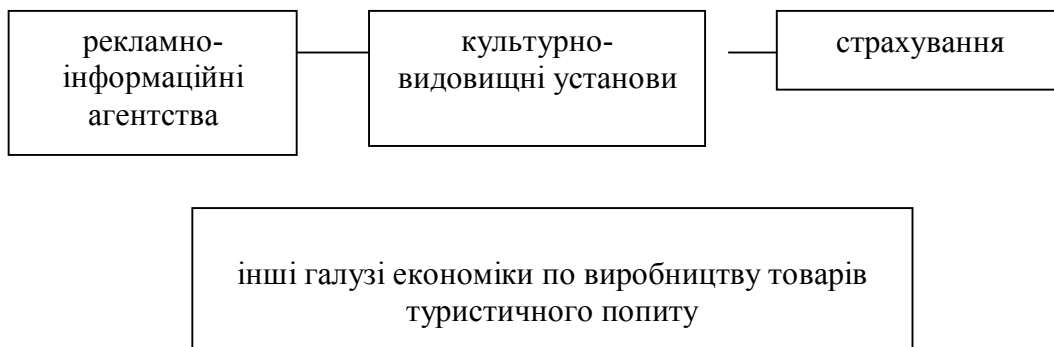 рекламно-
інформаційні
агентства
культурно-
видовищні установи
страхування
інші галузі економіки по виробництву товарів
туристичного попиту